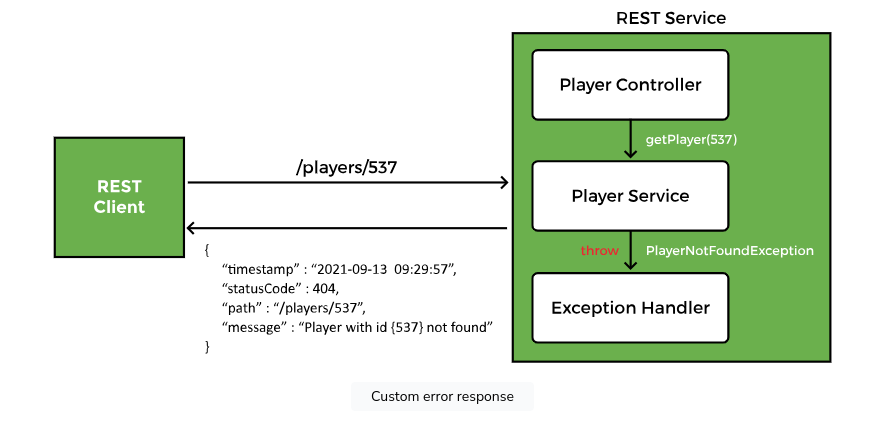 REST Service
Player Controller
getPlayer(537)
Player Service
throw PlayerNotFoundException
Exception Handler
REST
Client
/players/537
{
“timestamp” : “2021-09-13  09:29:57”,
“statusCode” : 404,
“path” : “/players/537”,
“message” : “Player with id {537} not found”
}
Custom error response